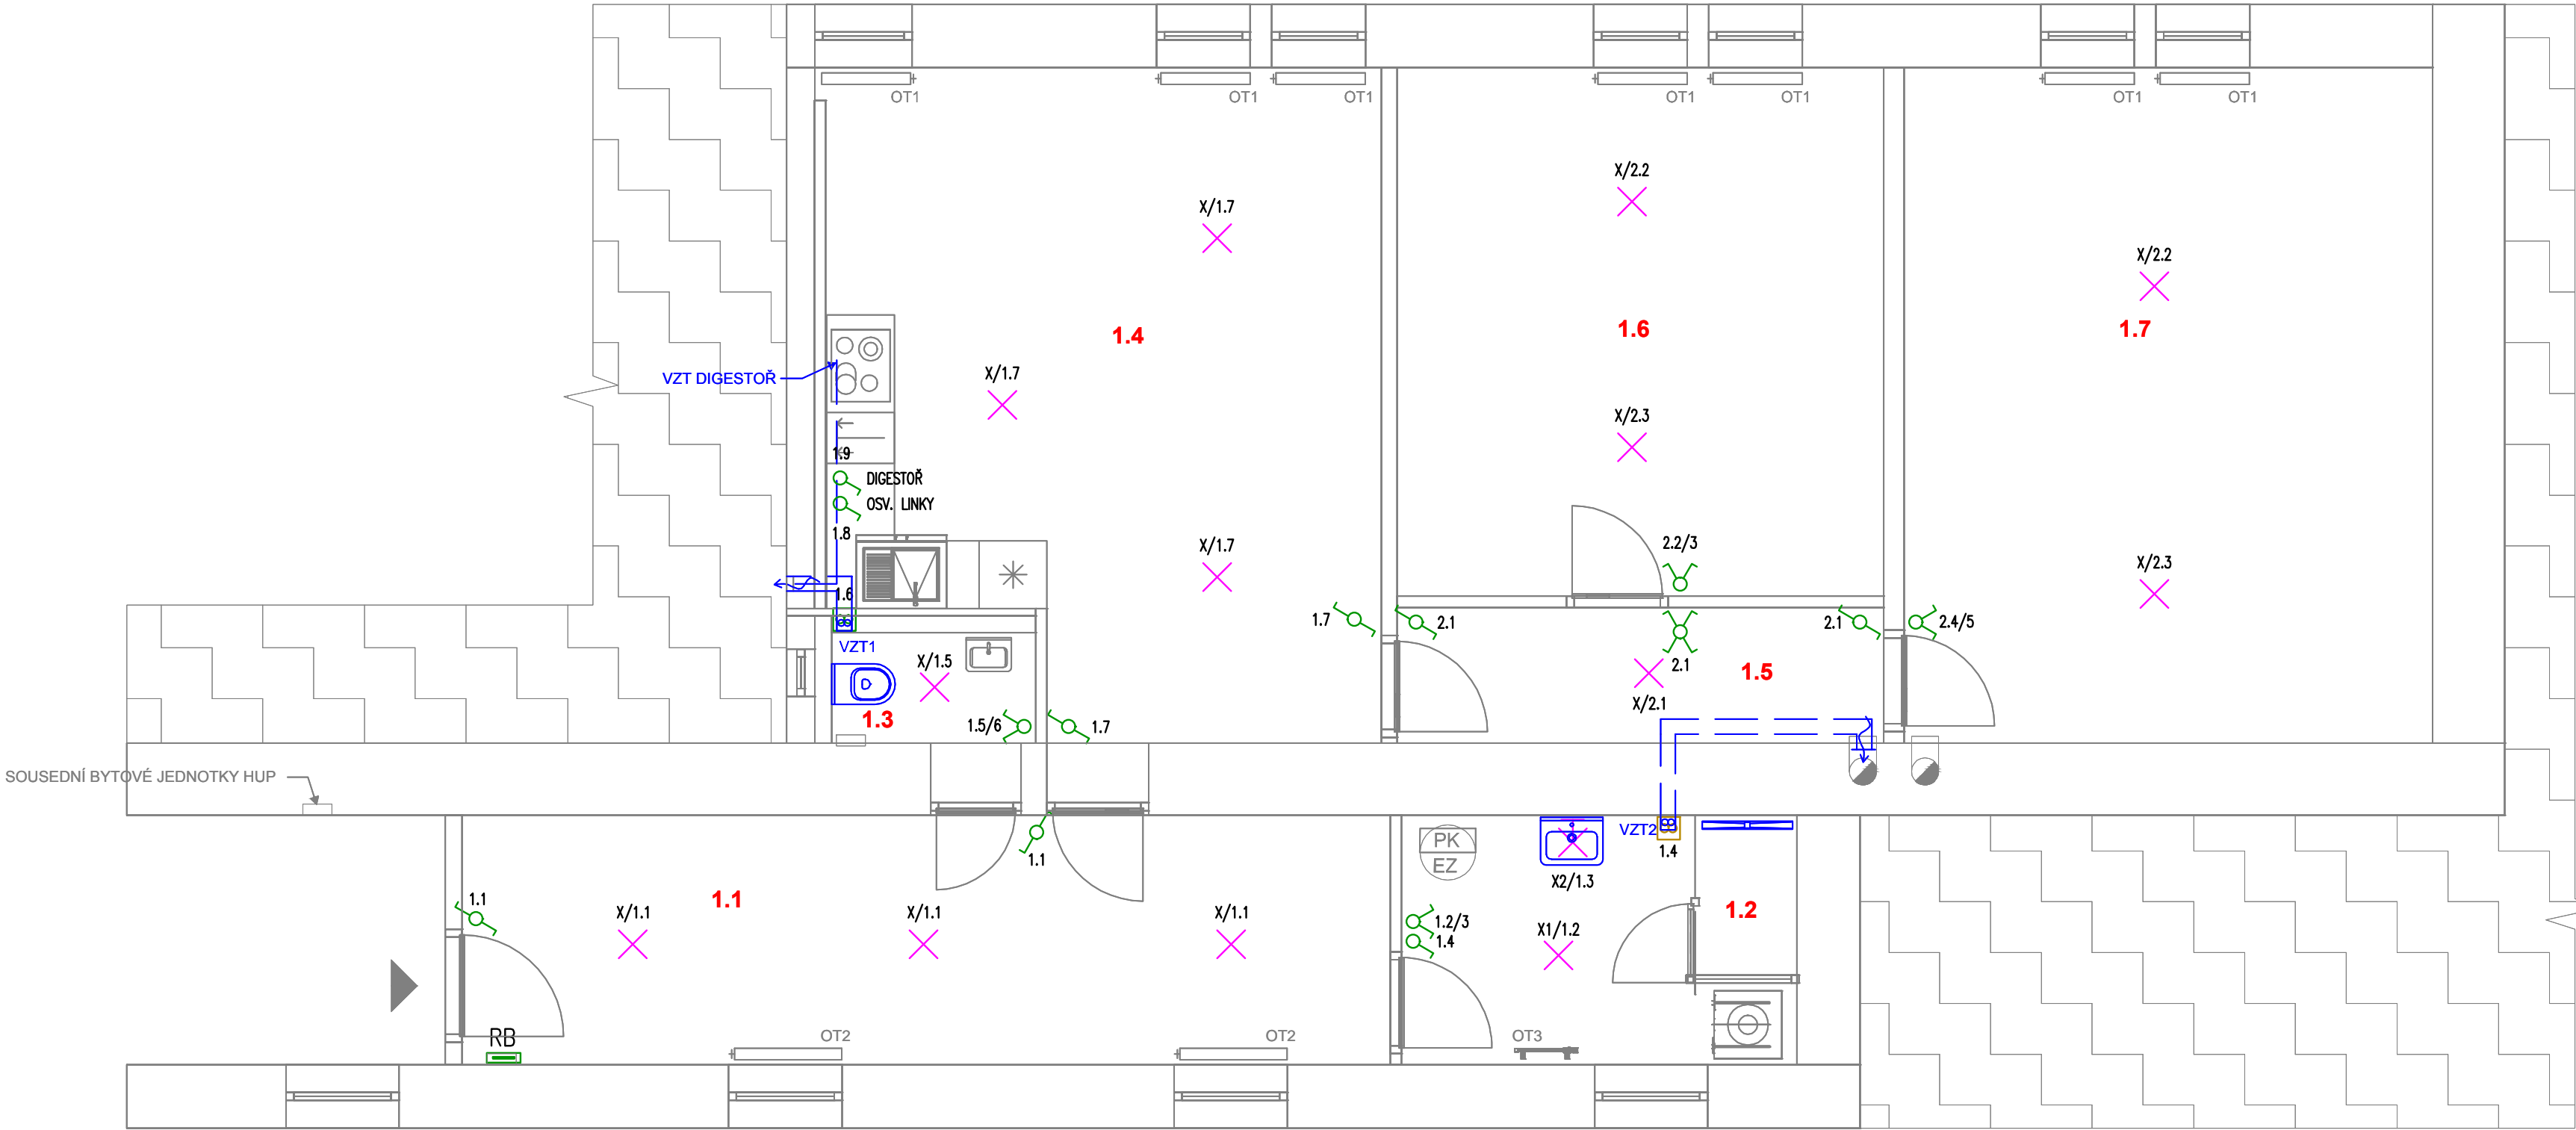 OT1
OT1
OT1
OT1
OT1
OT1
OT1
X/2.2
X/1.7
X/2.2
1.4
1.6
1.7
VZT DIGESTOŘ
X/1.7
X/2.3
1.9
DIGESTOŘ
OSV. LINKY
1.8
X/1.7
2.2/3
X/2.3
1.6
1.7
2.1
2.1
2.4/5
VZT1
X/1.5
2.1
1.5
1.3
X/2.1
1.5/6
1.7
SOUSEDNÍ BYTOVÉ JEDNOTKY HUP
1.1
PK
EZ
VZT2
1.4
X2/1.3
1.1
1.1
X/1.1
X/1.1
X/1.1
1.2/3
1.4
X1/1.2
1.2
RB
OT2
OT2
OT3